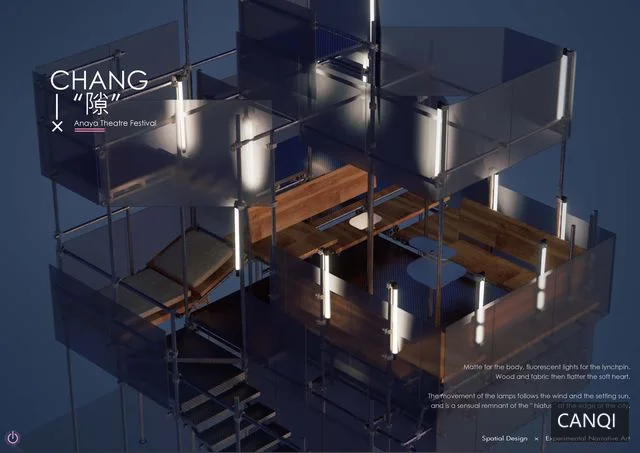 CHANG
|
×
“隙”
Anaya Theatre Festival
Matte for the body, fluorescent lights for the lynchpin.
Wood and fabric then flatter the soft heart.
The movement of the lamps follows the wind and the setting sun,
and is a sensual remnant of the " hiatus " at the edge of the city.
CANQI
Spatial Design × Experimental Narrative Art